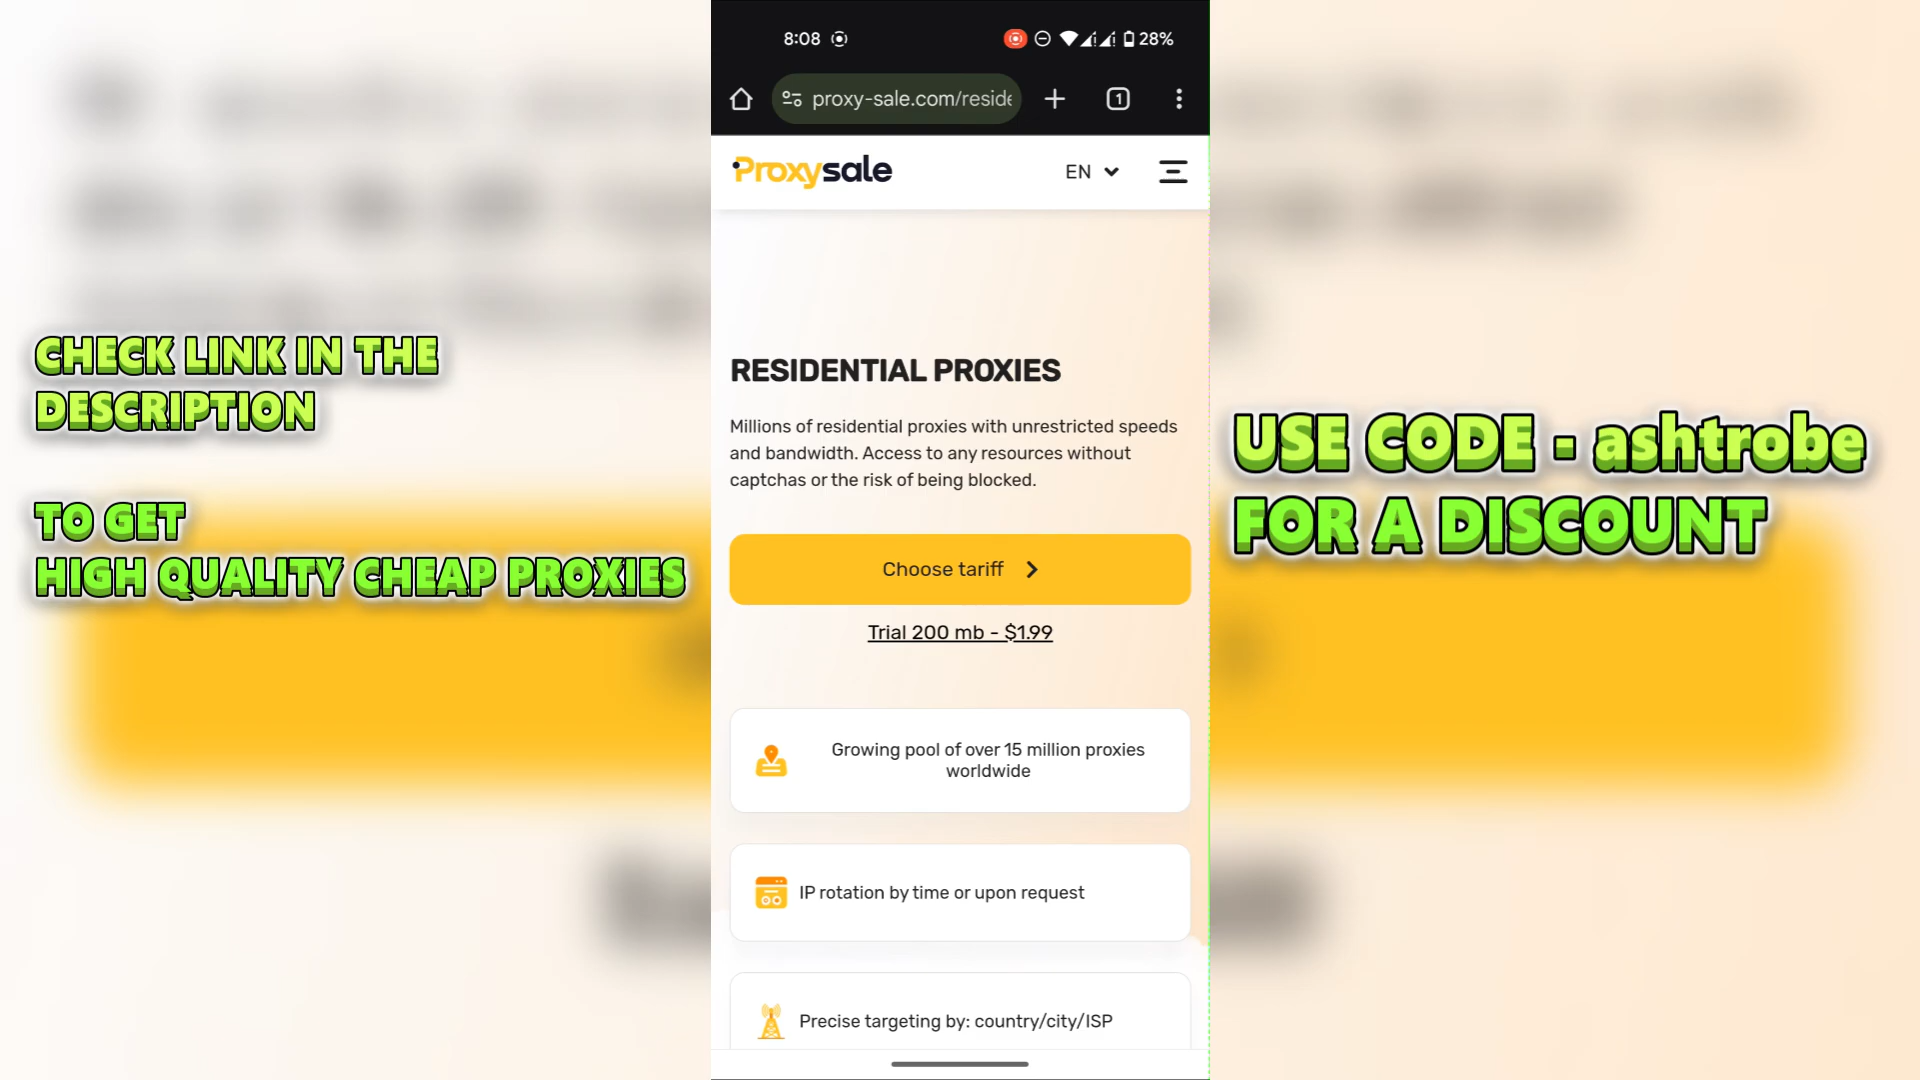 8:08
28%
proxy-sale.com/reside
1
Proxysale
EN
RESIDENTIAL PROXIES
Millions of residential proxies with unrestricted speeds
and bandwidth. Access to any resources without
captchas or the risk of being blocked.
Choose tariff
Trial 200 mb - $1.99
Growing pool of over 15 million proxies
worldwide
IP rotation by time or upon request
Precise targeting by: country/city/ISP
CHECK LINK IN THE
DESCRIPTION
TO GET
HIGH QUALITY CHEAP PROXIES
USE CODE - ashtrobe
FOR A DISCOUNT